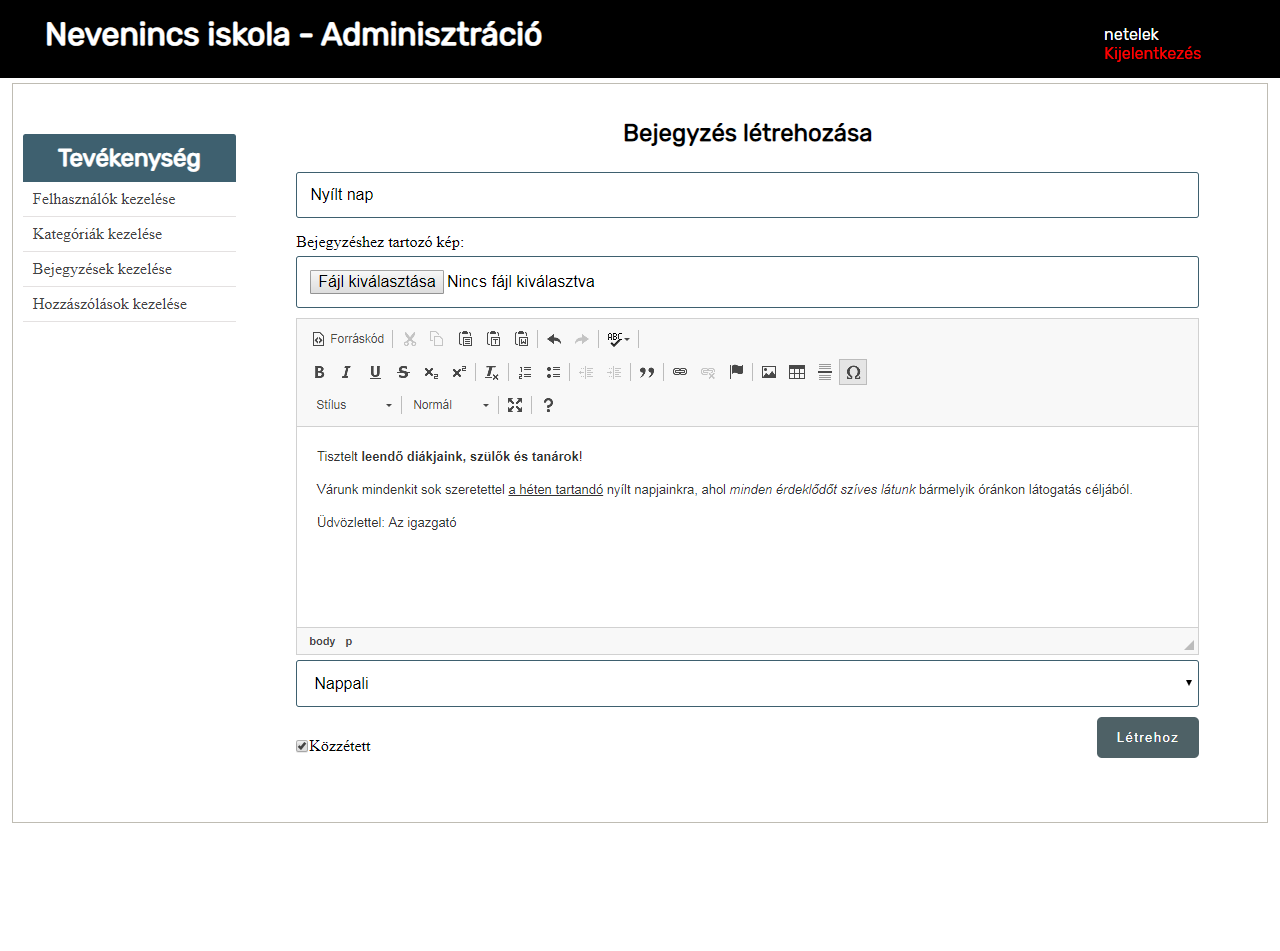 Nevenincs iskola - Adminisztráció
netelek
Kijelentkezés
Tevékenység
Felhasználók kezelése
Kategóriák kezelése
Bejegyzések kezelése
Hozzászólások kezelése
Bejegyzés létrehozása
Nyílt nap
Bejegyzéshez tartozó kép:
Fájl kiválasztása Nincs fájl kiválasztva
Forráskód
Stílus
Normál
Tisztelt leendő diákjaink, szülők és tanárok!
Várunk mindenkit sok szeretettel a héten tartandó nyílt napjainkra, ahol minden érdeklődőt szíves látunk bármelyik óránkon látogatás céljából.
Üdvözlettel: Az igazgató
body p
Nappali
Közzétett
Létrehoz